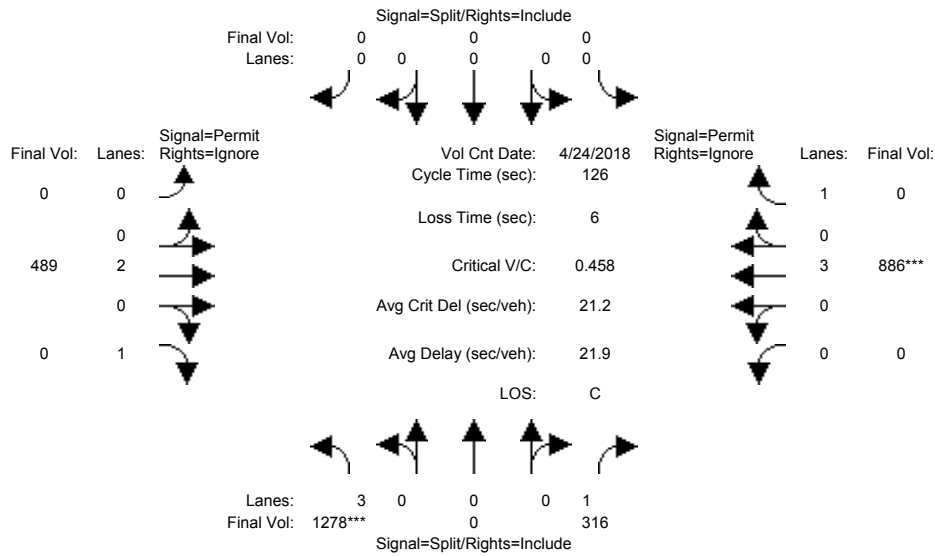 Signal=Split/Rights=Include
Final Vol: 0 0 0
Lanes: 0 0 0 0 0
Signal=Permit Signal=Permit
Final Vol: Lanes: Rights=Ignore Vol Cnt Date: 4/24/2018 Rights=Ignore Lanes: Final Vol:
Cycle Time (sec): 126
0 0 1 0
Loss Time (sec): 6
0 0
489 2 Critical V/C: 0.458 3 886***
0 Avg Crit Del (sec/veh): 21.2 0
0 1 Avg Delay (sec/veh): 21.9 0 0
LOS: C
Lanes: 3 0 0 0 1
Final Vol: 1278*** 0 316
Signal=Split/Rights=Include